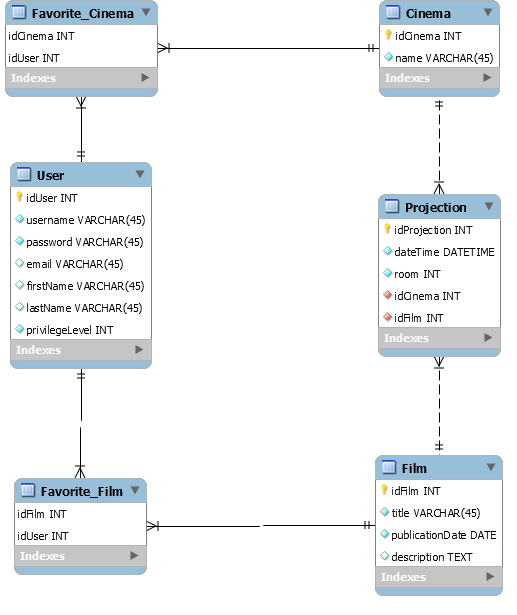 Favorite_Cinema
idCinema INT
idUser INT
Indexes
Cinema
idCinema INT
name VARCHAR(45)
Indexes
User
idUser INT
username VARCHAR(45)
password VARCHAR(45)
email VARCHAR(45)
firstName VARCHAR(45)
lastName VARCHAR(45)
privilegeLevel INT
Indexes
Projection
idProjection INT
dateTime DATETIME
room INT
idCinema INT
idFilm INT
Indexes
Favorite_Film
idFilm INT
idUser INT
Indexes
Film
idFilm INT
title VARCHAR(45)
publicationDate DATE
description TEXT
Indexes